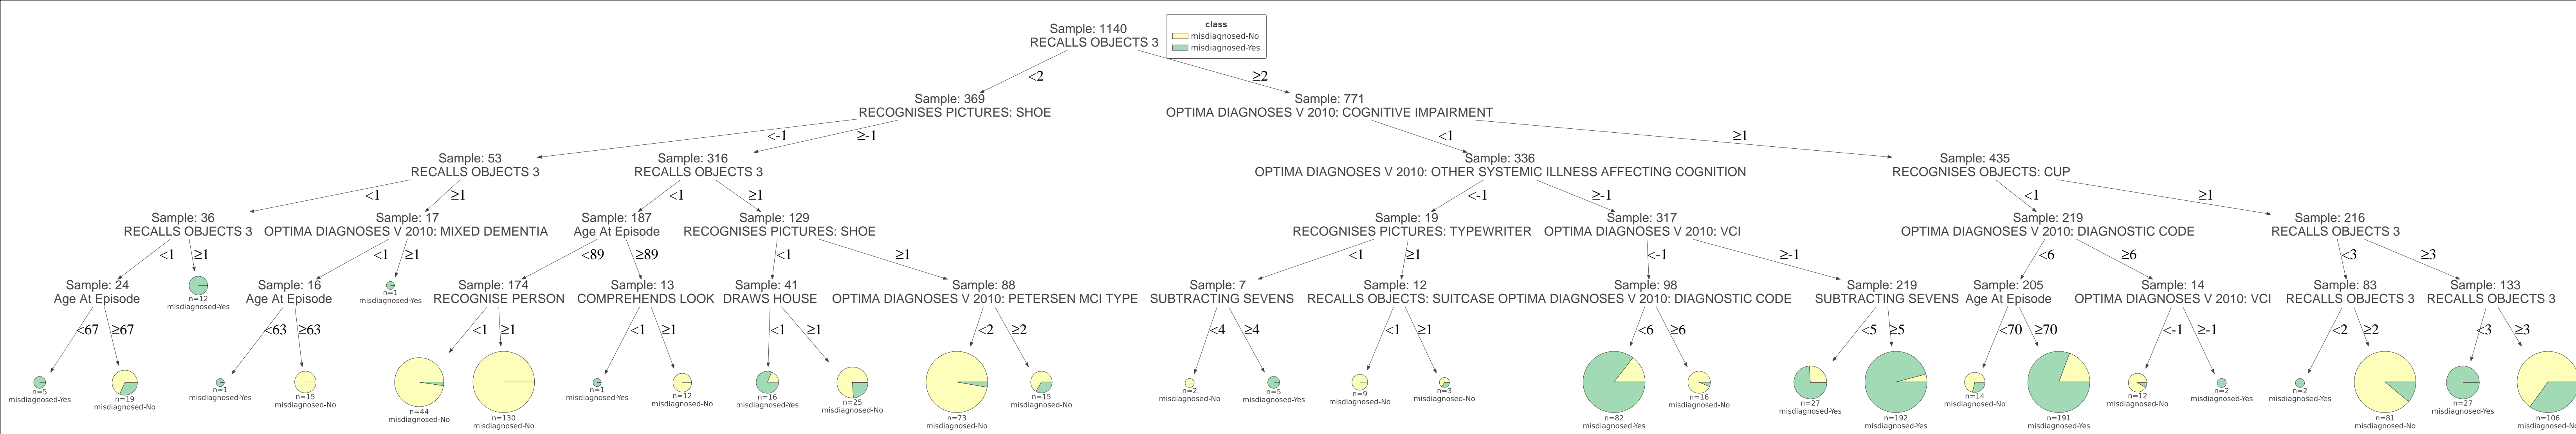 Sample: 1140
RECALLS OBJECTS 3
class
misdiagnosed-No
misdiagnosed-Yes
<2
≥2
Sample: 369
RECOGNISES PICTURES: SHOE
Sample: 771
OPTIMA DIAGNOSES V 2010: COGNITIVE IMPAIRMENT
<-1
≥-1
<1
≥1
Sample: 53
RECALLS OBJECTS 3
Sample: 316
RECALLS OBJECTS 3
Sample: 336
OPTIMA DIAGNOSES V 2010: OTHER SYSTEMIC ILLNESS AFFECTING COGNITION
Sample: 435
RECOGNISES OBJECTS: CUP
<1
≥1
<1
≥1
<-1
≥-1
<1
≥1
Sample: 36
RECALLS OBJECTS 3
Sample: 17
OPTIMA DIAGNOSES V 2010: MIXED DEMENTIA
Sample: 187
Age At Episode
Sample: 129
RECOGNISES PICTURES: SHOE
Sample: 19
RECOGNISES PICTURES: TYPEWRITER
Sample: 317
OPTIMA DIAGNOSES V 2010: VCI
Sample: 219
OPTIMA DIAGNOSES V 2010: DIAGNOSTIC CODE
Sample: 216
RECALLS OBJECTS 3
<1
≥1
<1
≥1
<89
≥89
<1
≥1
<1
≥1
<-1
≥-1
<6
≥6
<3
≥3
Sample: 24
Age At Episode
n=12
misdiagnosed-Yes
Sample: 16
Age At Episode
n=1
misdiagnosed-Yes
Sample: 174
RECOGNISE PERSON
Sample: 13
COMPREHENDS LOOK
Sample: 41
DRAWS HOUSE
Sample: 88
OPTIMA DIAGNOSES V 2010: PETERSEN MCI TYPE
Sample: 7
SUBTRACTING SEVENS
Sample: 12
RECALLS OBJECTS: SUITCASE
Sample: 98
OPTIMA DIAGNOSES V 2010: DIAGNOSTIC CODE
Sample: 219
SUBTRACTING SEVENS
Sample: 205
Age At Episode
Sample: 14
OPTIMA DIAGNOSES V 2010: VCI
Sample: 83
RECALLS OBJECTS 3
Sample: 133
RECALLS OBJECTS 3
<67
≥67
<63
≥63
<1
≥1
<1
≥1
<1
≥1
<2
≥2
<4
≥4
<1
≥1
<6
≥6
<5
≥5
<70
≥70
<-1
≥-1
<2
≥2
<3
≥3
n=5
misdiagnosed-Yes
n=19
misdiagnosed-No
n=1
misdiagnosed-Yes
n=15
misdiagnosed-No
n=44
misdiagnosed-No
n=130
misdiagnosed-No
n=1
misdiagnosed-Yes
n=12
misdiagnosed-No
n=16
misdiagnosed-Yes
n=25
misdiagnosed-No
n=73
misdiagnosed-No
n=15
misdiagnosed-No
n=2
misdiagnosed-No
n=5
misdiagnosed-Yes
n=9
misdiagnosed-No
n=3
misdiagnosed-No
n=82
misdiagnosed-Yes
n=16
misdiagnosed-No
n=27
misdiagnosed-Yes
n=192
misdiagnosed-Yes
n=14
misdiagnosed-No
n=191
misdiagnosed-Yes
n=12
misdiagnosed-No
n=2
misdiagnosed-Yes
n=2
misdiagnosed-Yes
n=81
misdiagnosed-No
n=27
misdiagnosed-Yes
n=106
misdiagnosed-No